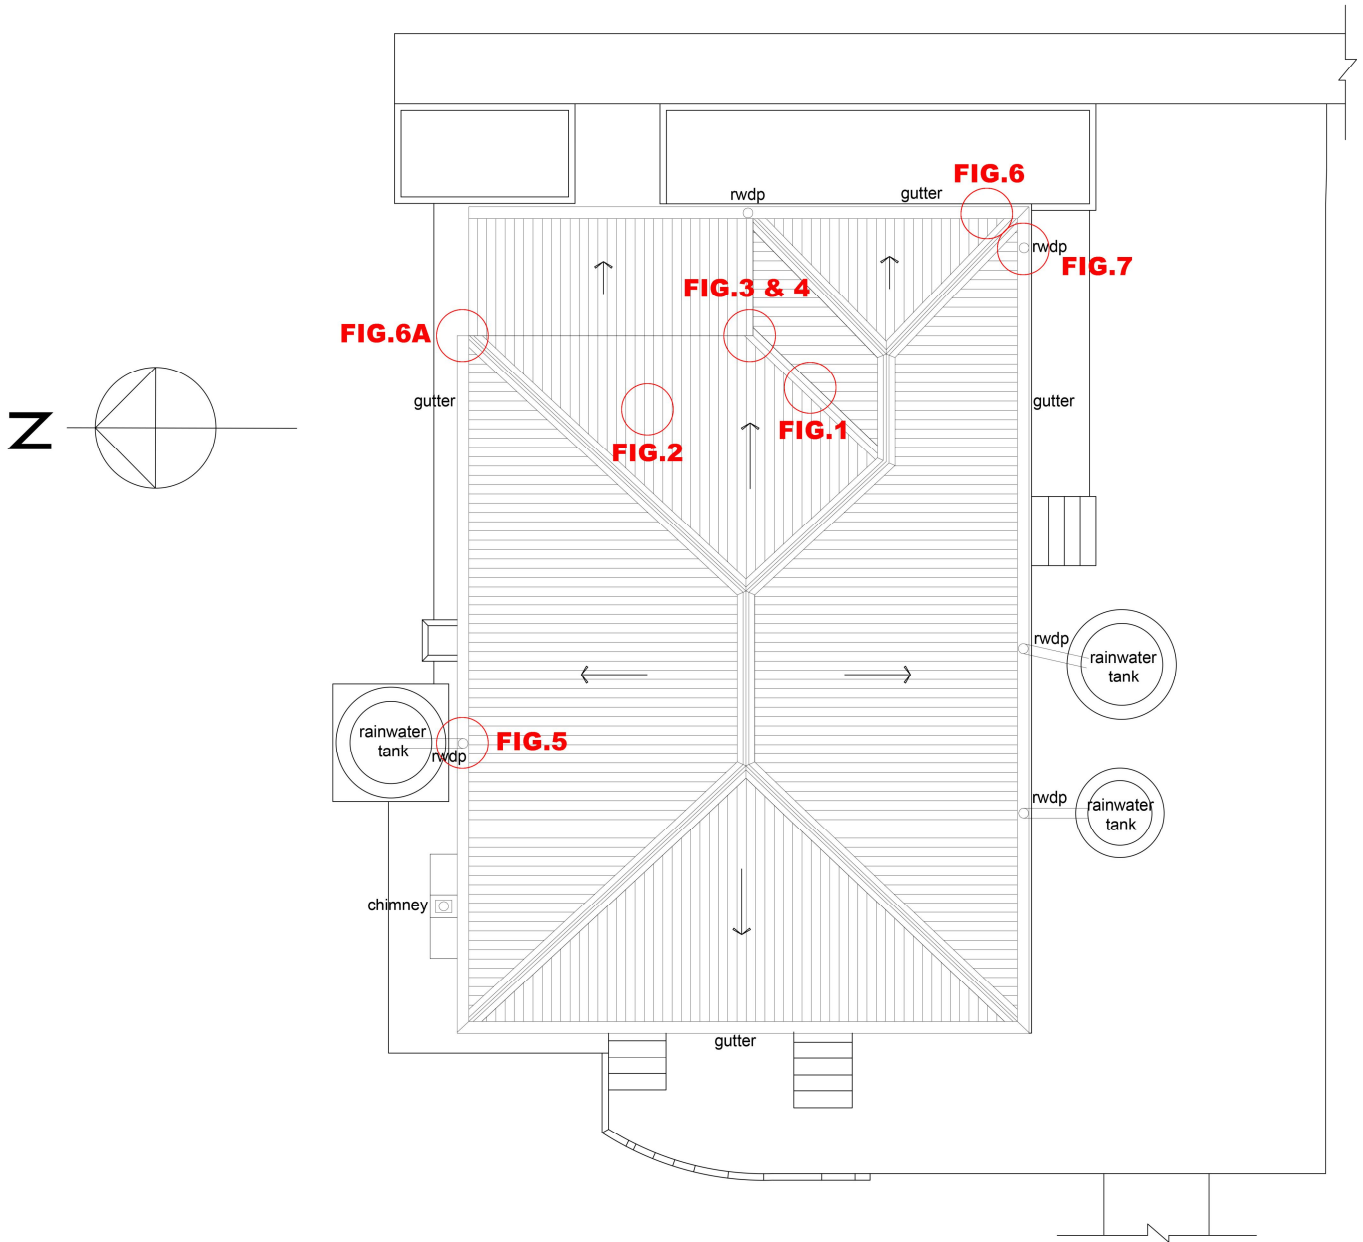 FIG.6
rwdp
gutter
rwdp
FIG.7
FIG.3 & 4
FIG.6A
gutter
gutter
N
FIG.1
FIG.2
rwdp
rainwater
tank
rainwater
tank
rwdp
FIG.5
rwdp
rainwater
tank
chimney
gutter